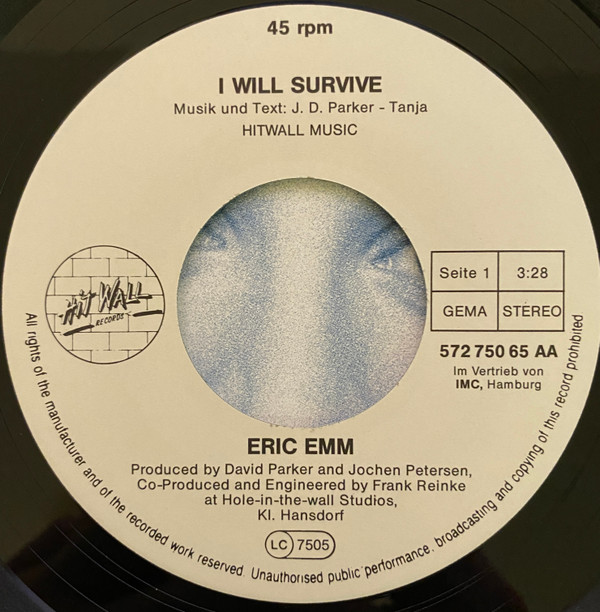 45 rpm
I WILL SURVIVE
Musik und Text: J. D. Parker - Tanja
HITWALL MUSIC
HIT WALL
RECORDS
Seite 1
3:28
GEMA
STEREO
572 750 65 AA
Im Vertrieb von
IMC, Hamburg
ERIC EMM
Produced by David Parker and Jochen Petersen,
Co-Produced and Engineered by Frank Reinke
at Hole-in-the-wall Studios,
Kl. Hansdorf
LC 7505
All rights of the manufacturer and of the recorded work reserved. Unauthorised public performance, broadcasting and copying of this record prohibited